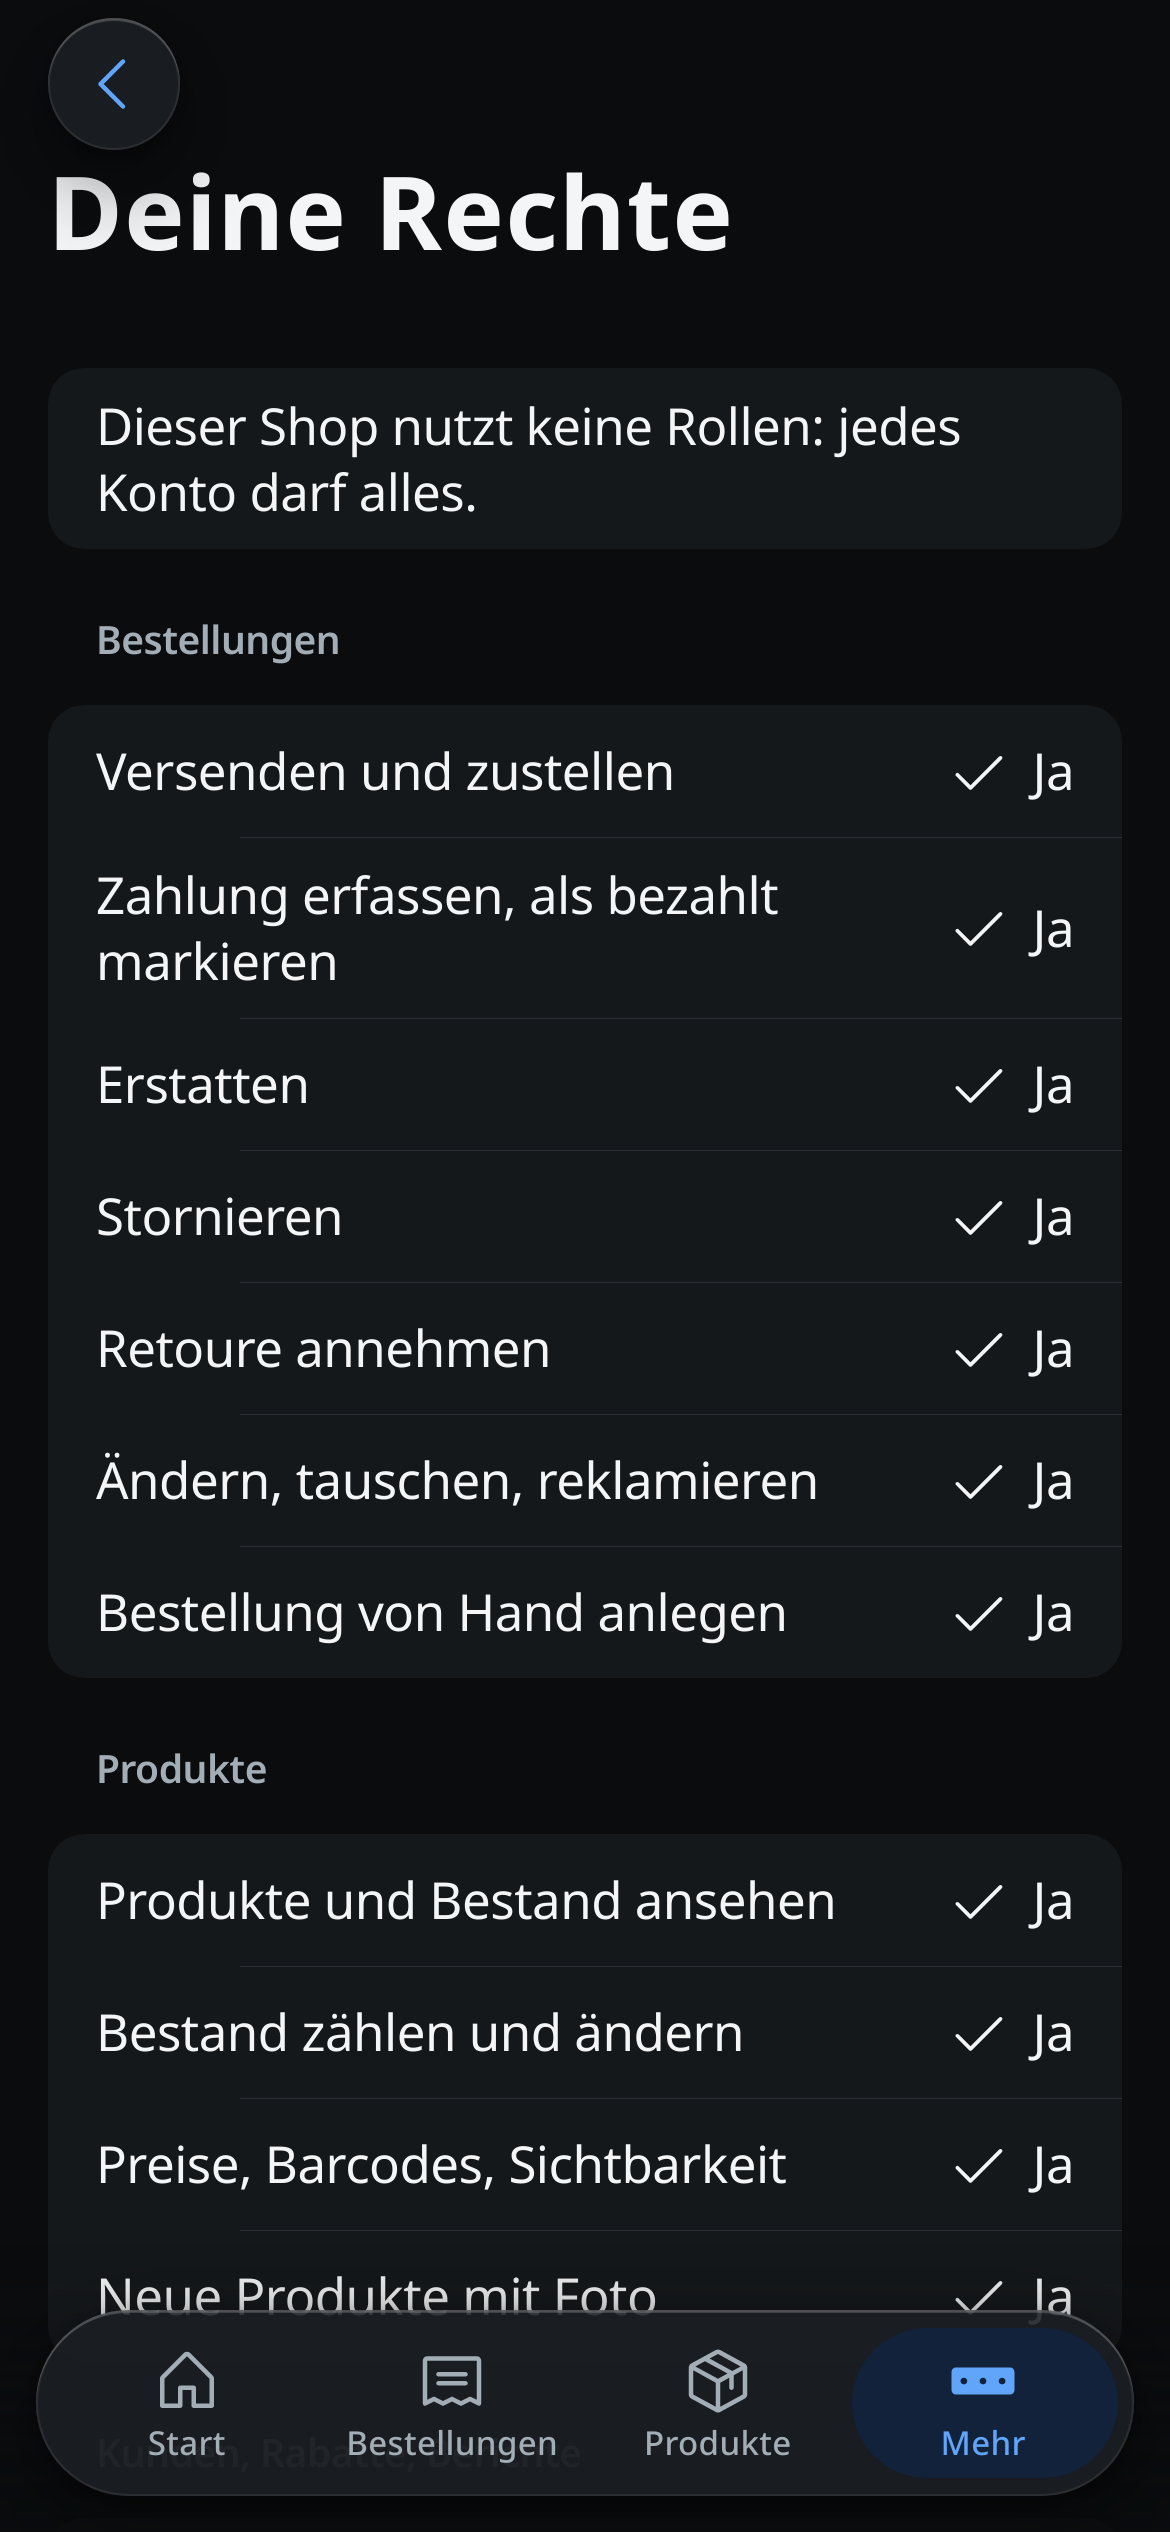 Deine Rechte
Dieser Shop nutzt keine Rollen: jedes
Konto darf alles.
Bestellungen
Versenden und zustellen Ja
Zahlung erfassen, als bezahlt
markieren Ja
Erstatten Ja
Stornieren Ja
Retoure annehmen Ja
Ändern, tauschen, reklamieren Ja
Bestellung von Hand anlegen Ja
Produkte
Produkte und Bestand ansehen Ja
Bestand zählen und ändern Ja
Preise, Barcodes, Sichtbarkeit Ja
Neue Produkte mit Foto Ja
Kunden, Rabatte, Berichte
Start Bestellungen Produkte Mehr